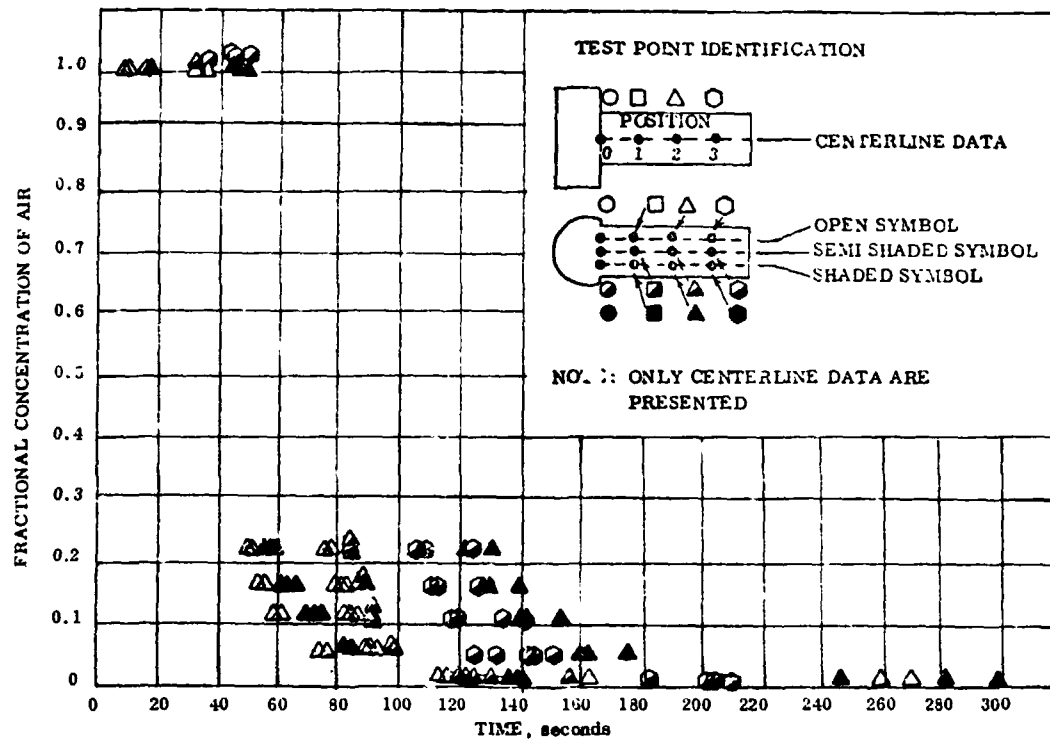 TEST POINT IDENTIFICATION
POSITION
0 1 2 3
CENTERLINE DATA
OPEN SYMBOL
SEMI SHADED SYMBOL
SHADED SYMBOL
ONLY CENTERLINE DATA ARE
PRESENTED
FRACTIONAL CONCENTRATION OF AIR
1.0
0.9
0.8
0.7
0.6
0.5
0.4
0.3
0.2
0.1
0
0 20 40 60 80 100 120 140 160 180 200 220 240 260 280 300
TIME, seconds